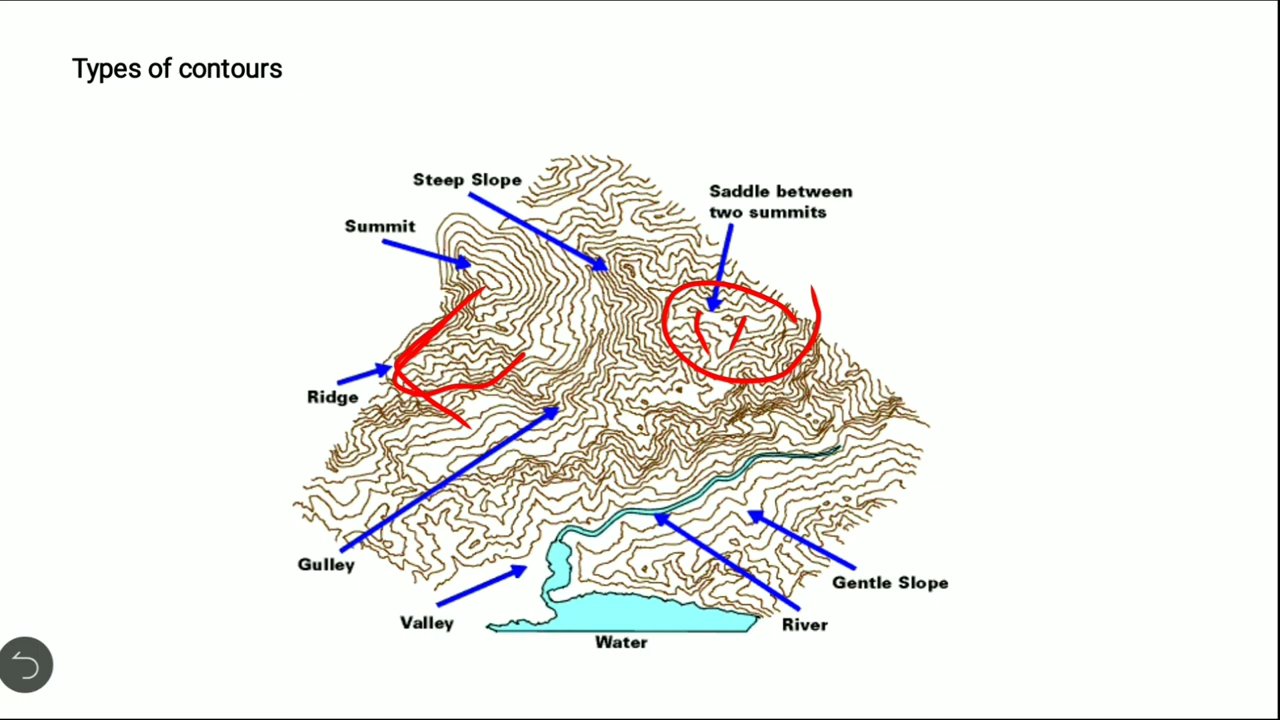 Types of contours
Steep Slope
Saddle between
two summits
Summit
Ridge
Gulley
Gentle Slope
Valley
River
Water